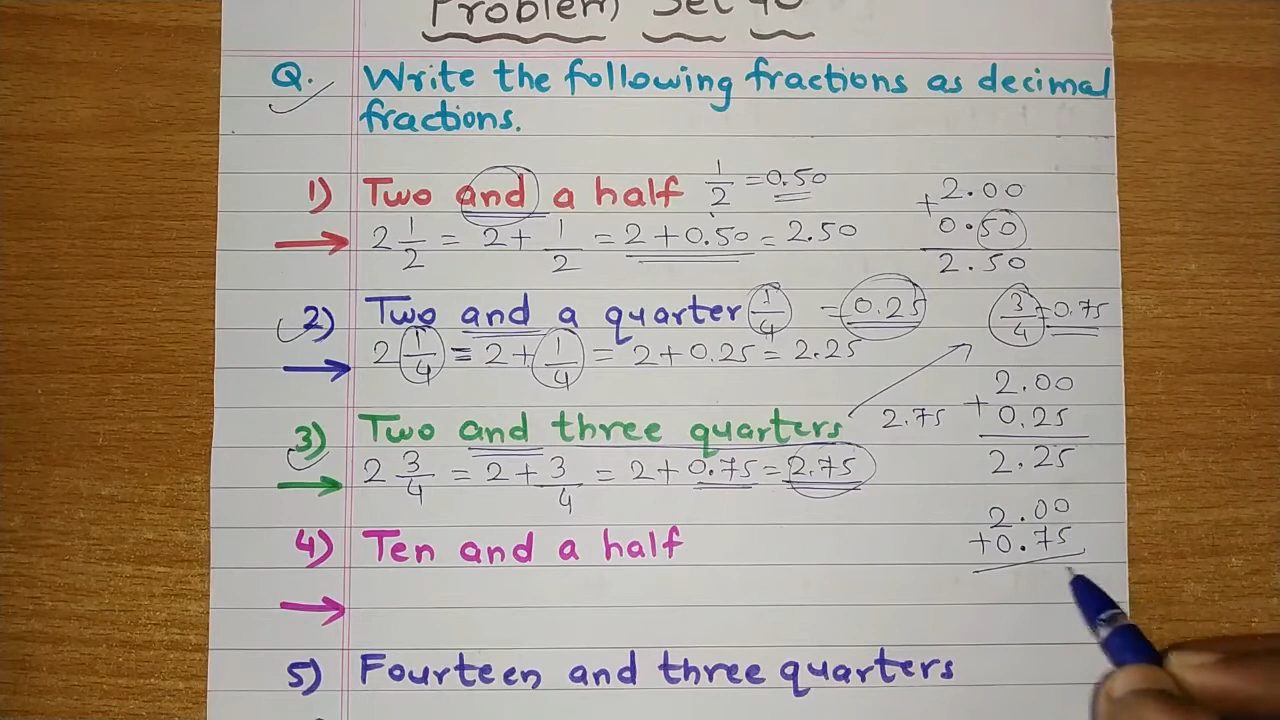 Problem Set 40
Q. Write the following fractions as decimal
fractions.
1) Two and a half 1/2 = 0.50
2 1/2 = 2 + 1/2 = 2 + 0.50 = 2.50
2.00
+ 0.50
2.50
2) Two and a quarter 1/4 = 0.25
3/4 = 0.75
2 1/4 = 2 + 1/4 = 2 + 0.25 = 2.25
2.00
+ 0.25
2.25
3) Two and three quarters 2.75
2 3/4 = 2 + 3/4 = 2 + 0.75 = 2.75
2.00
+0.75
4) Ten and a half
5) Fourteen and three quarters